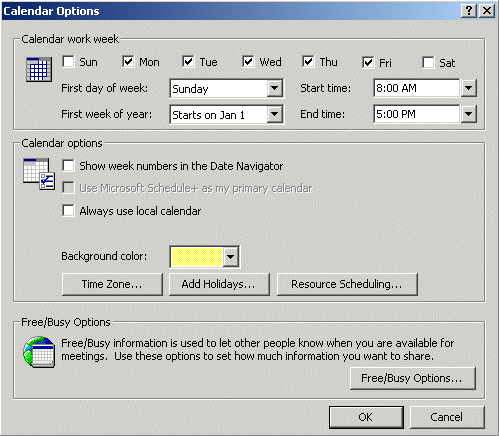 Calendar Options
Calendar work week
Sun Mon Tue Wed Thu Fri Sat
First day of week: Sunday Start time: 8:00 AM
First week of year: Starts on Jan 1 End time: 5:00 PM
Calendar options
Show week numbers in the Date Navigator
Use Microsoft Schedule+ as my primary calendar
Always use local calendar
Background color:
Time Zone... Add Holidays... Resource Scheduling...
Free/Busy Options
Free/Busy information is used to let other people know when you are available for
meetings. Use these options to set how much information you want to share.
Free/Busy Options...
OK Cancel